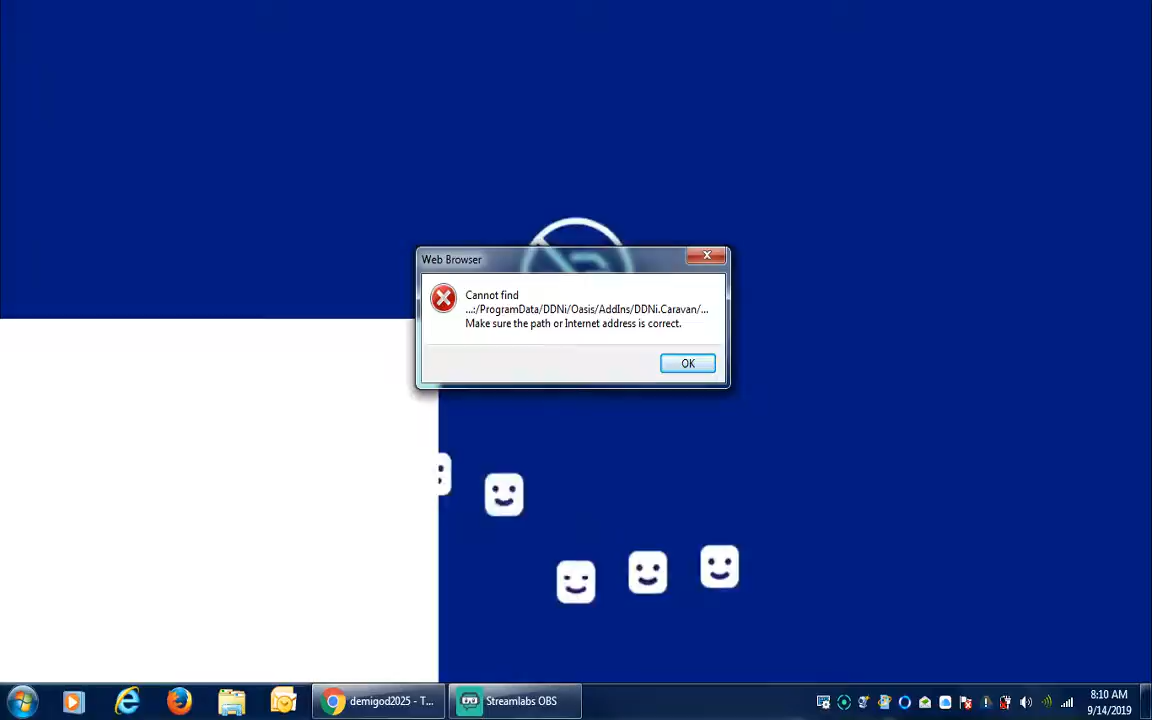 Web Browser
Cannot find
...:/ProgramData/DDNi/Oasis/AddIns/DDNi.Caravan/...
Make sure the path or Internet address is correct.
OK
demigod2025 - T...
Streamlabs OBS
8:10 AM
9/14/2019